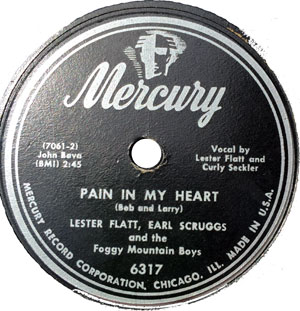 Mercury
(7061-2)
John Bava
(BMI) 2:45
Vocal by
Lester Flatt and
Curly Seckler
PAIN IN MY HEART
(Bob and Larry)
LESTER FLATT, EARL SCRUGGS
and the
Foggy Mountain Boys
6317
MERCURY RECORD CORPORATION, CHICAGO, ILL. MADE IN U.S.A.